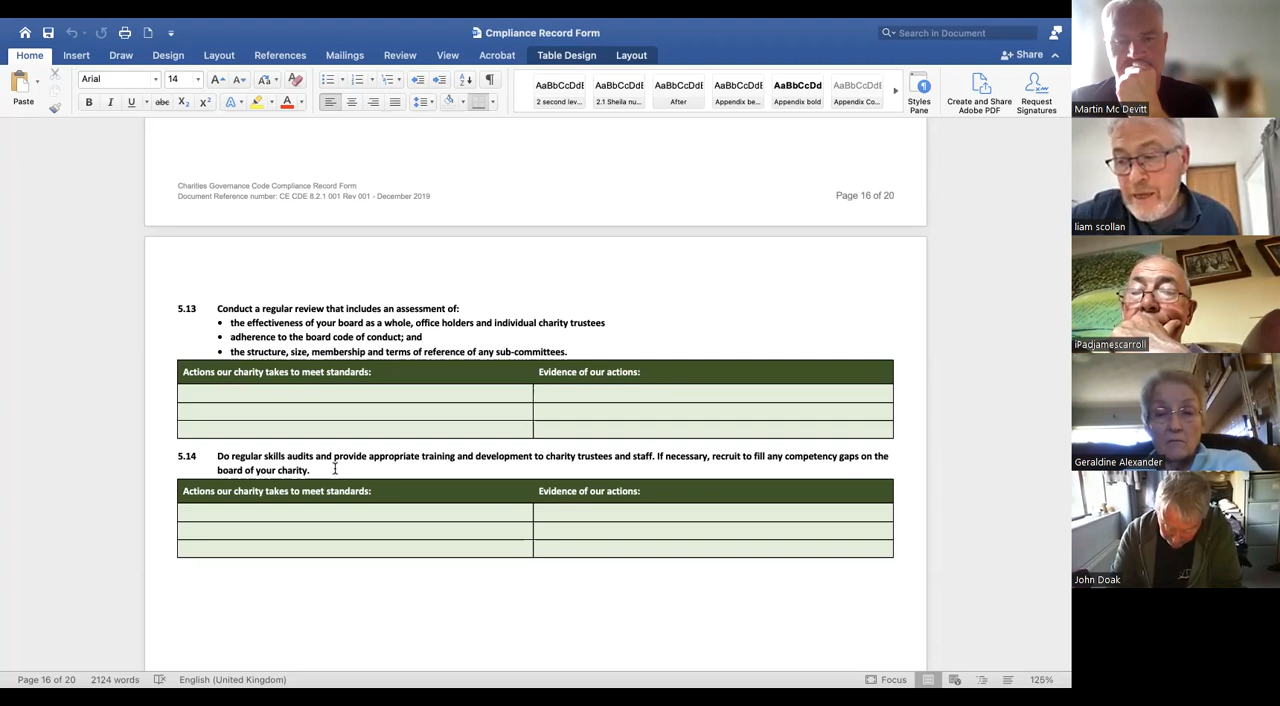 Cmpliance Record Form
Search in Document
Home Insert Draw Design Layout References Mailings Review View Acrobat Table Design Layout
Share
Paste
Arial 14
AaBbCcDdE AaBbCcDdE AaBbCcDdE AaBbCcDdE AaBbCcDd AaBbCcDdE
2 second lev... 2.1 Sheila nu... After Appendix be... Appendix bold Appendix Co...
Styles Pane
Create and Share Adobe PDF
Request Signatures
Charities Governance Code Compliance Record Form
Document Reference number: CE CDE 8.2.1 001 Rev 001 - December 2019
Page 16 of 20
5.13 Conduct a regular review that includes an assessment of:
• the effectiveness of your board as a whole, office holders and individual charity trustees
• adherence to the board code of conduct; and
• the structure, size, membership and terms of reference of any sub-committees.
Actions our charity takes to meet standards: Evidence of our actions:
5.14 Do regular skills audits and provide appropriate training and development to charity trustees and staff. If necessary, recruit to fill any competency gaps on the
board of your charity.
Actions our charity takes to meet standards: Evidence of our actions:
Page 16 of 20 2124 words English (United Kingdom) Focus 125%
Martin Mc Devitt
liam scollan
iPadjamescarroll
Geraldine Alexander
John Doak